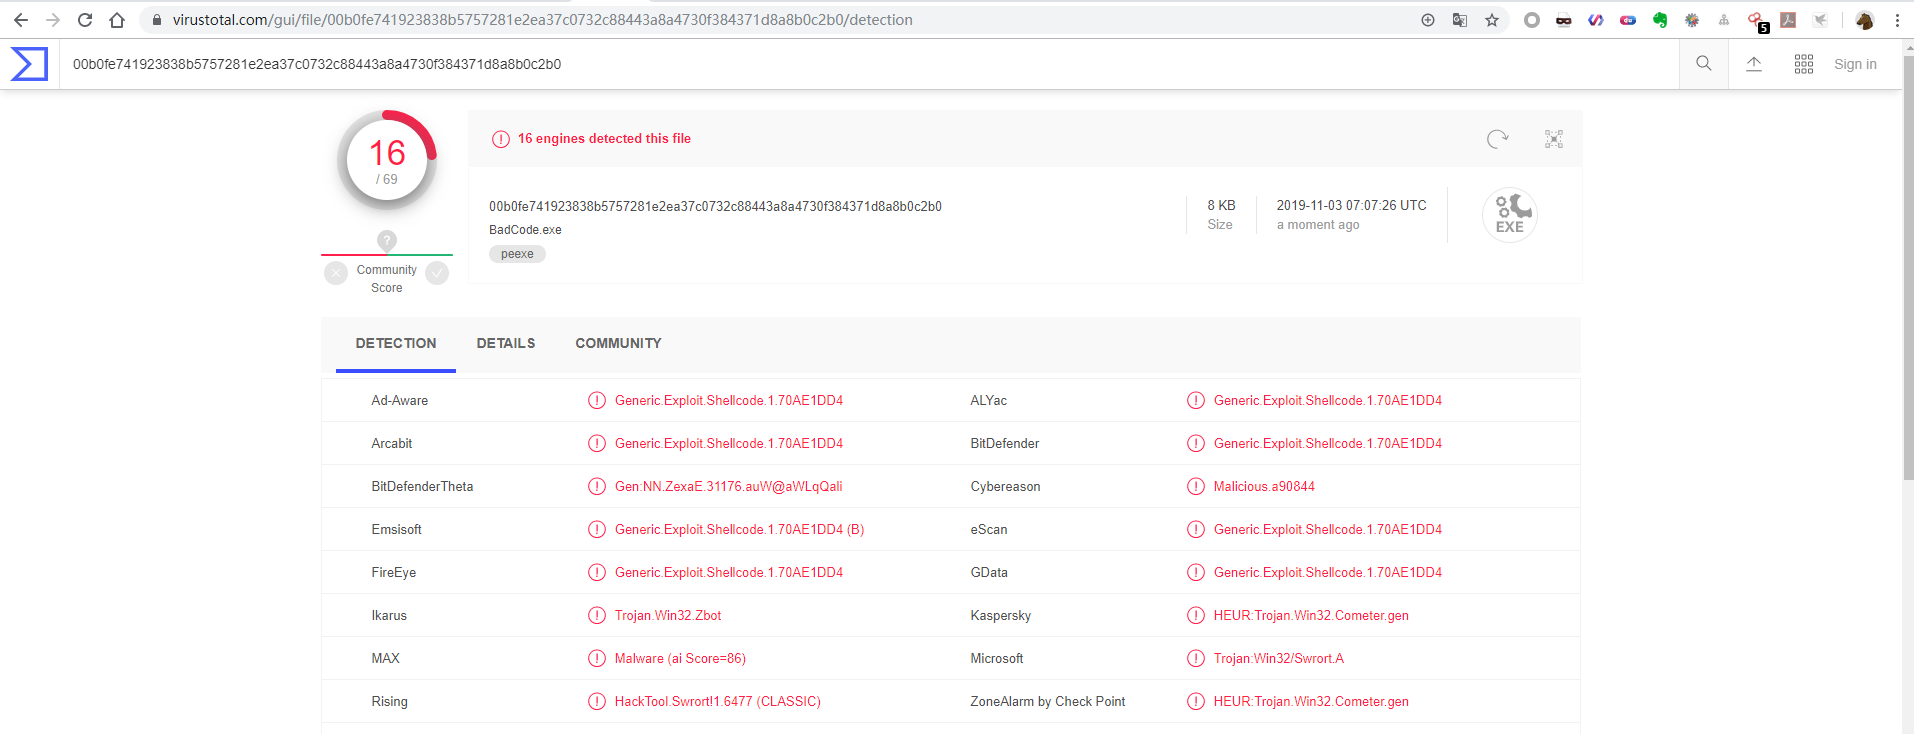 virustotal.com/gui/file/00b0fe741923838b5757281e2ea37c0732c88443a8a4730f384371d8a8b0c2b0/detection
5
00b0fe741923838b5757281e2ea37c0732c88443a8a4730f384371d8a8b0c2b0
Sign in
16
/ 69
16 engines detected this file
00b0fe741923838b5757281e2ea37c0732c88443a8a4730f384371d8a8b0c2b0
BadCode.exe
peexe
8 KB
Size
2019-11-03 07:07:26 UTC
a moment ago
EXE
?
Community
Score
DETECTION DETAILS COMMUNITY
Ad-Aware Generic.Exploit.Shellcode.1.70AE1DD4 ALYac Generic.Exploit.Shellcode.1.70AE1DD4
Arcabit Generic.Exploit.Shellcode.1.70AE1DD4 BitDefender Generic.Exploit.Shellcode.1.70AE1DD4
BitDefenderTheta Gen:NN.ZexaE.31176.auW@aWLqQali Cybereason Malicious.a90844
Emsisoft Generic.Exploit.Shellcode.1.70AE1DD4 (B) eScan Generic.Exploit.Shellcode.1.70AE1DD4
FireEye Generic.Exploit.Shellcode.1.70AE1DD4 GData Generic.Exploit.Shellcode.1.70AE1DD4
Ikarus Trojan.Win32.Zbot Kaspersky HEUR:Trojan.Win32.Cometer.gen
MAX Malware (ai Score=86) Microsoft Trojan:Win32/Swrort.A
Rising HackTool.Swrort!1.6477 (CLASSIC) ZoneAlarm by Check Point HEUR:Trojan.Win32.Cometer.gen